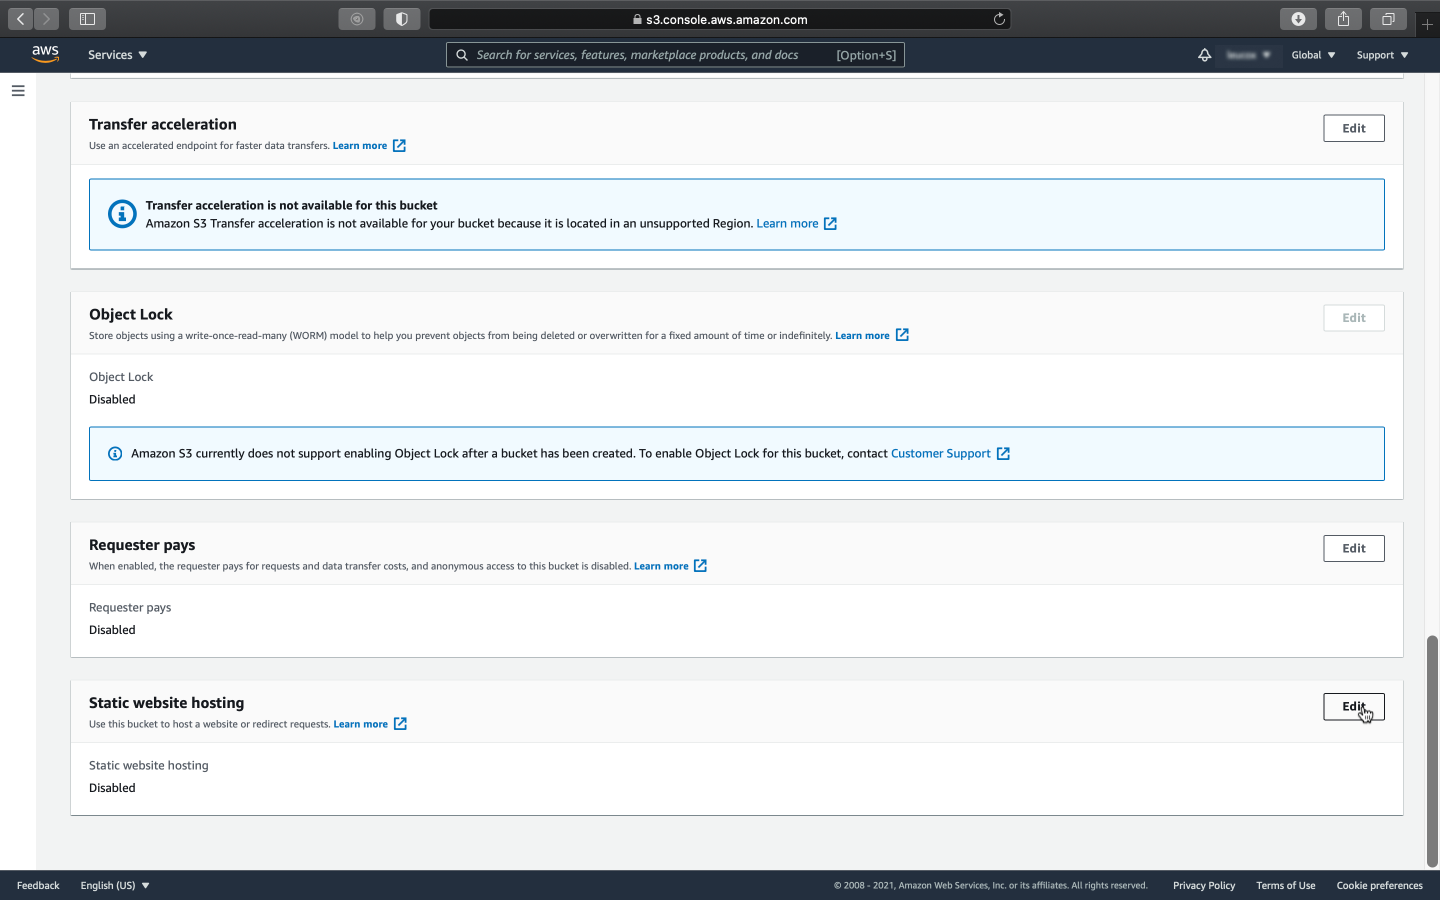 s3.console.aws.amazon.com
aws
Services
Search for services, features, marketplace products, and docs [Option+S]
Global
Support
Transfer acceleration
Edit
Use an accelerated endpoint for faster data transfers. Learn more
Transfer acceleration is not available for this bucket
Amazon S3 Transfer acceleration is not available for your bucket because it is located in an unsupported Region. Learn more
Object Lock
Edit
Store objects using a write-once-read-many (WORM) model to help you prevent objects from being deleted or overwritten for a fixed amount of time or indefinitely. Learn more
Object Lock
Disabled
Amazon S3 currently does not support enabling Object Lock after a bucket has been created. To enable Object Lock for this bucket, contact Customer Support
Requester pays
Edit
When enabled, the requester pays for requests and data transfer costs, and anonymous access to this bucket is disabled. Learn more
Requester pays
Disabled
Static website hosting
Edit
Use this bucket to host a website or redirect requests. Learn more
Static website hosting
Disabled
Feedback
English (US)
© 2008 - 2021, Amazon Web Services, Inc. or its affiliates. All rights reserved.
Privacy Policy
Terms of Use
Cookie preferences